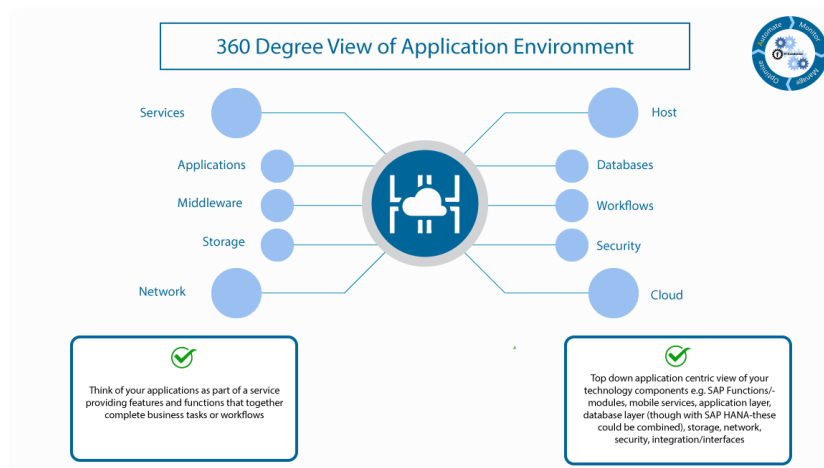 360 Degree View of Application Environment
Automate
Monitor
Manage
Optimize
Services
Host
Applications
Databases
Middleware
Workflows
Storage
Security
Network
Cloud
Think of your applications as part of a service
providing features and functions that together
complete business tasks or workflows
Top down application centric view of your
technology components e.g. SAP Functions/-
modules, mobile services, application layer,
database layer (though with SAP HANA-these
could be combined), storage, network,
security, integration/interfaces